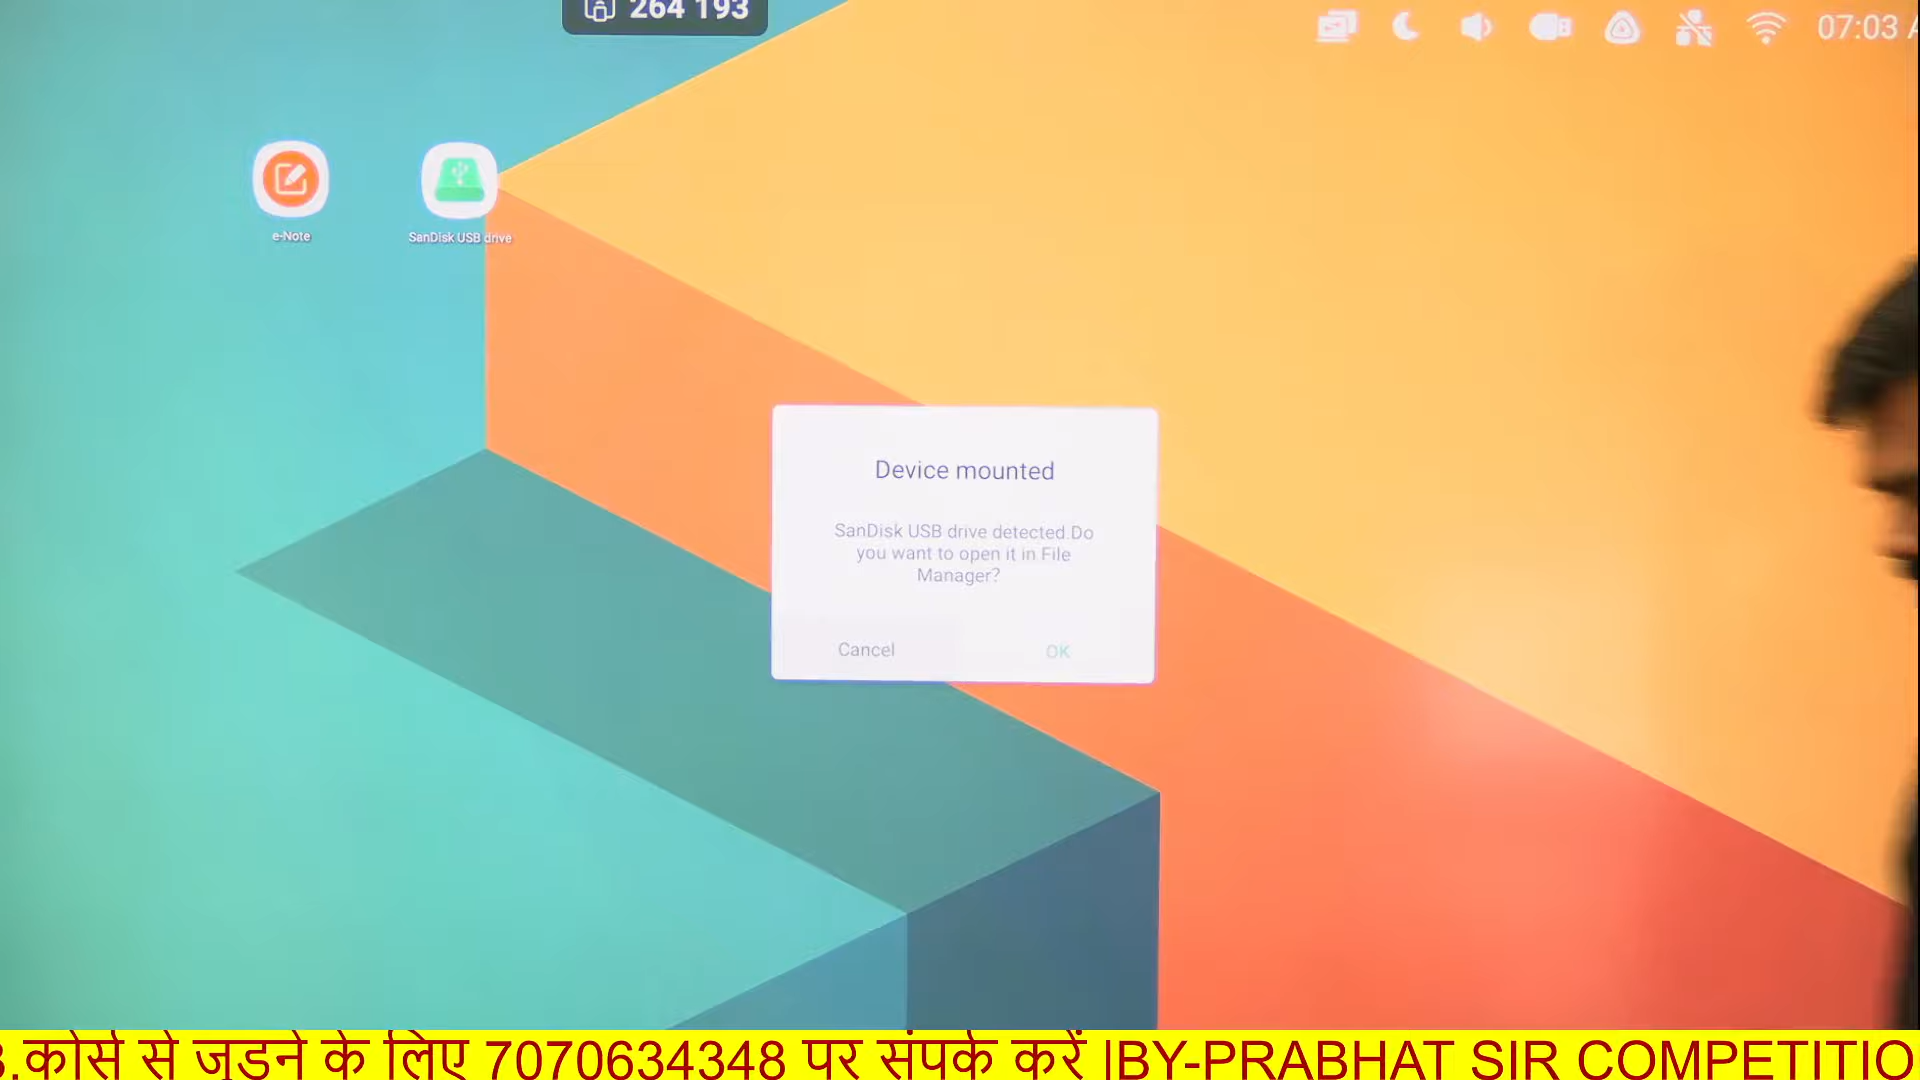 264 193
07:03
e-Note
SanDisk USB drive
Device mounted
SanDisk USB drive detected.Do
you want to open it in File
Manager?
Cancel
OK
.कोर्स से जुड़ने के लिए 7070634348 पर संपर्क करें |BY-PRABHAT SIR COMPETITIO